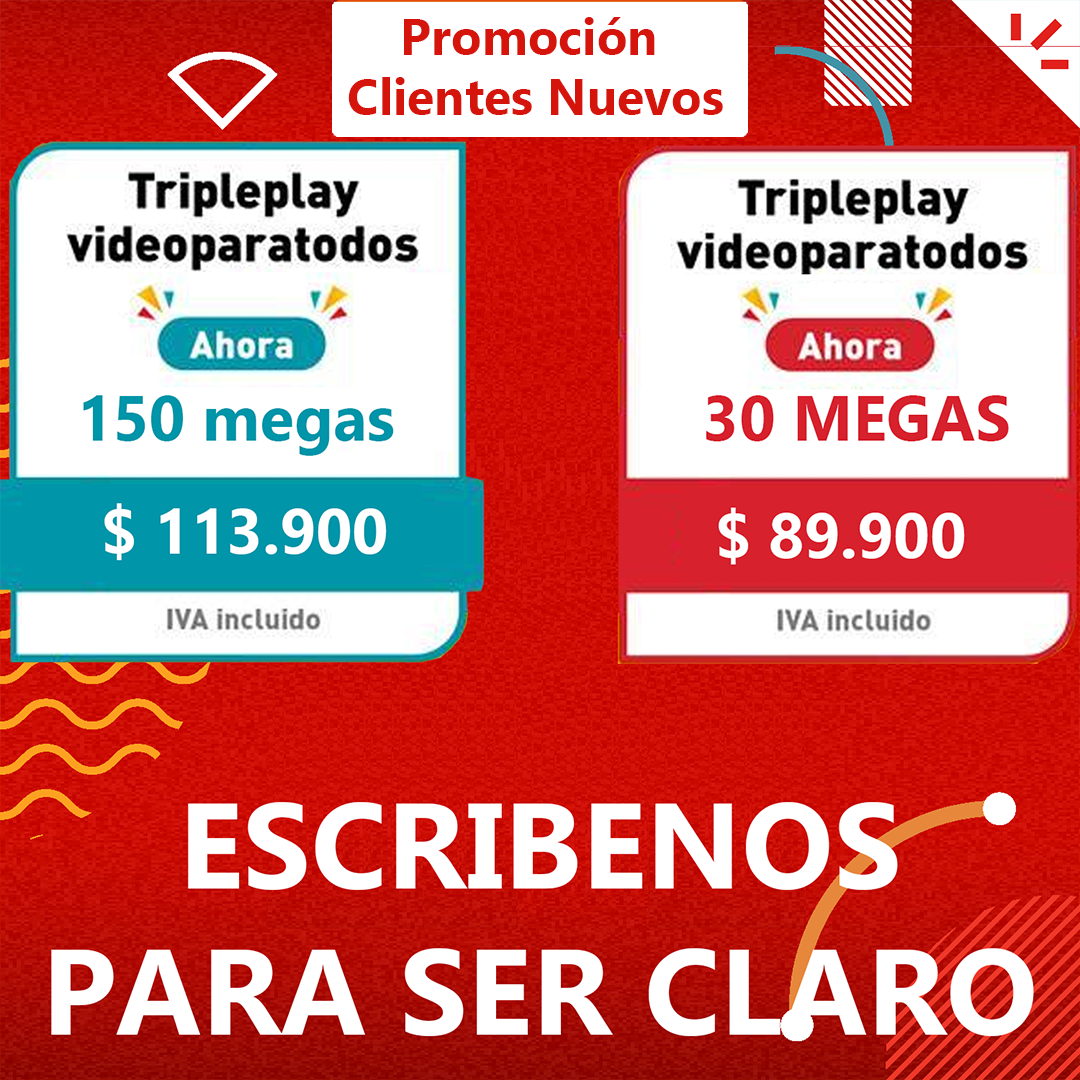 Promoción
Clientes Nuevos
Tripleplay
videoparatodos
Ahora
150 megas
$ 113.900
IVA incluido
Tripleplay
videoparatodos
Ahora
30 MEGAS
$ 89.900
IVA incluido
ESCRIBENOS
PARA SER CLARO